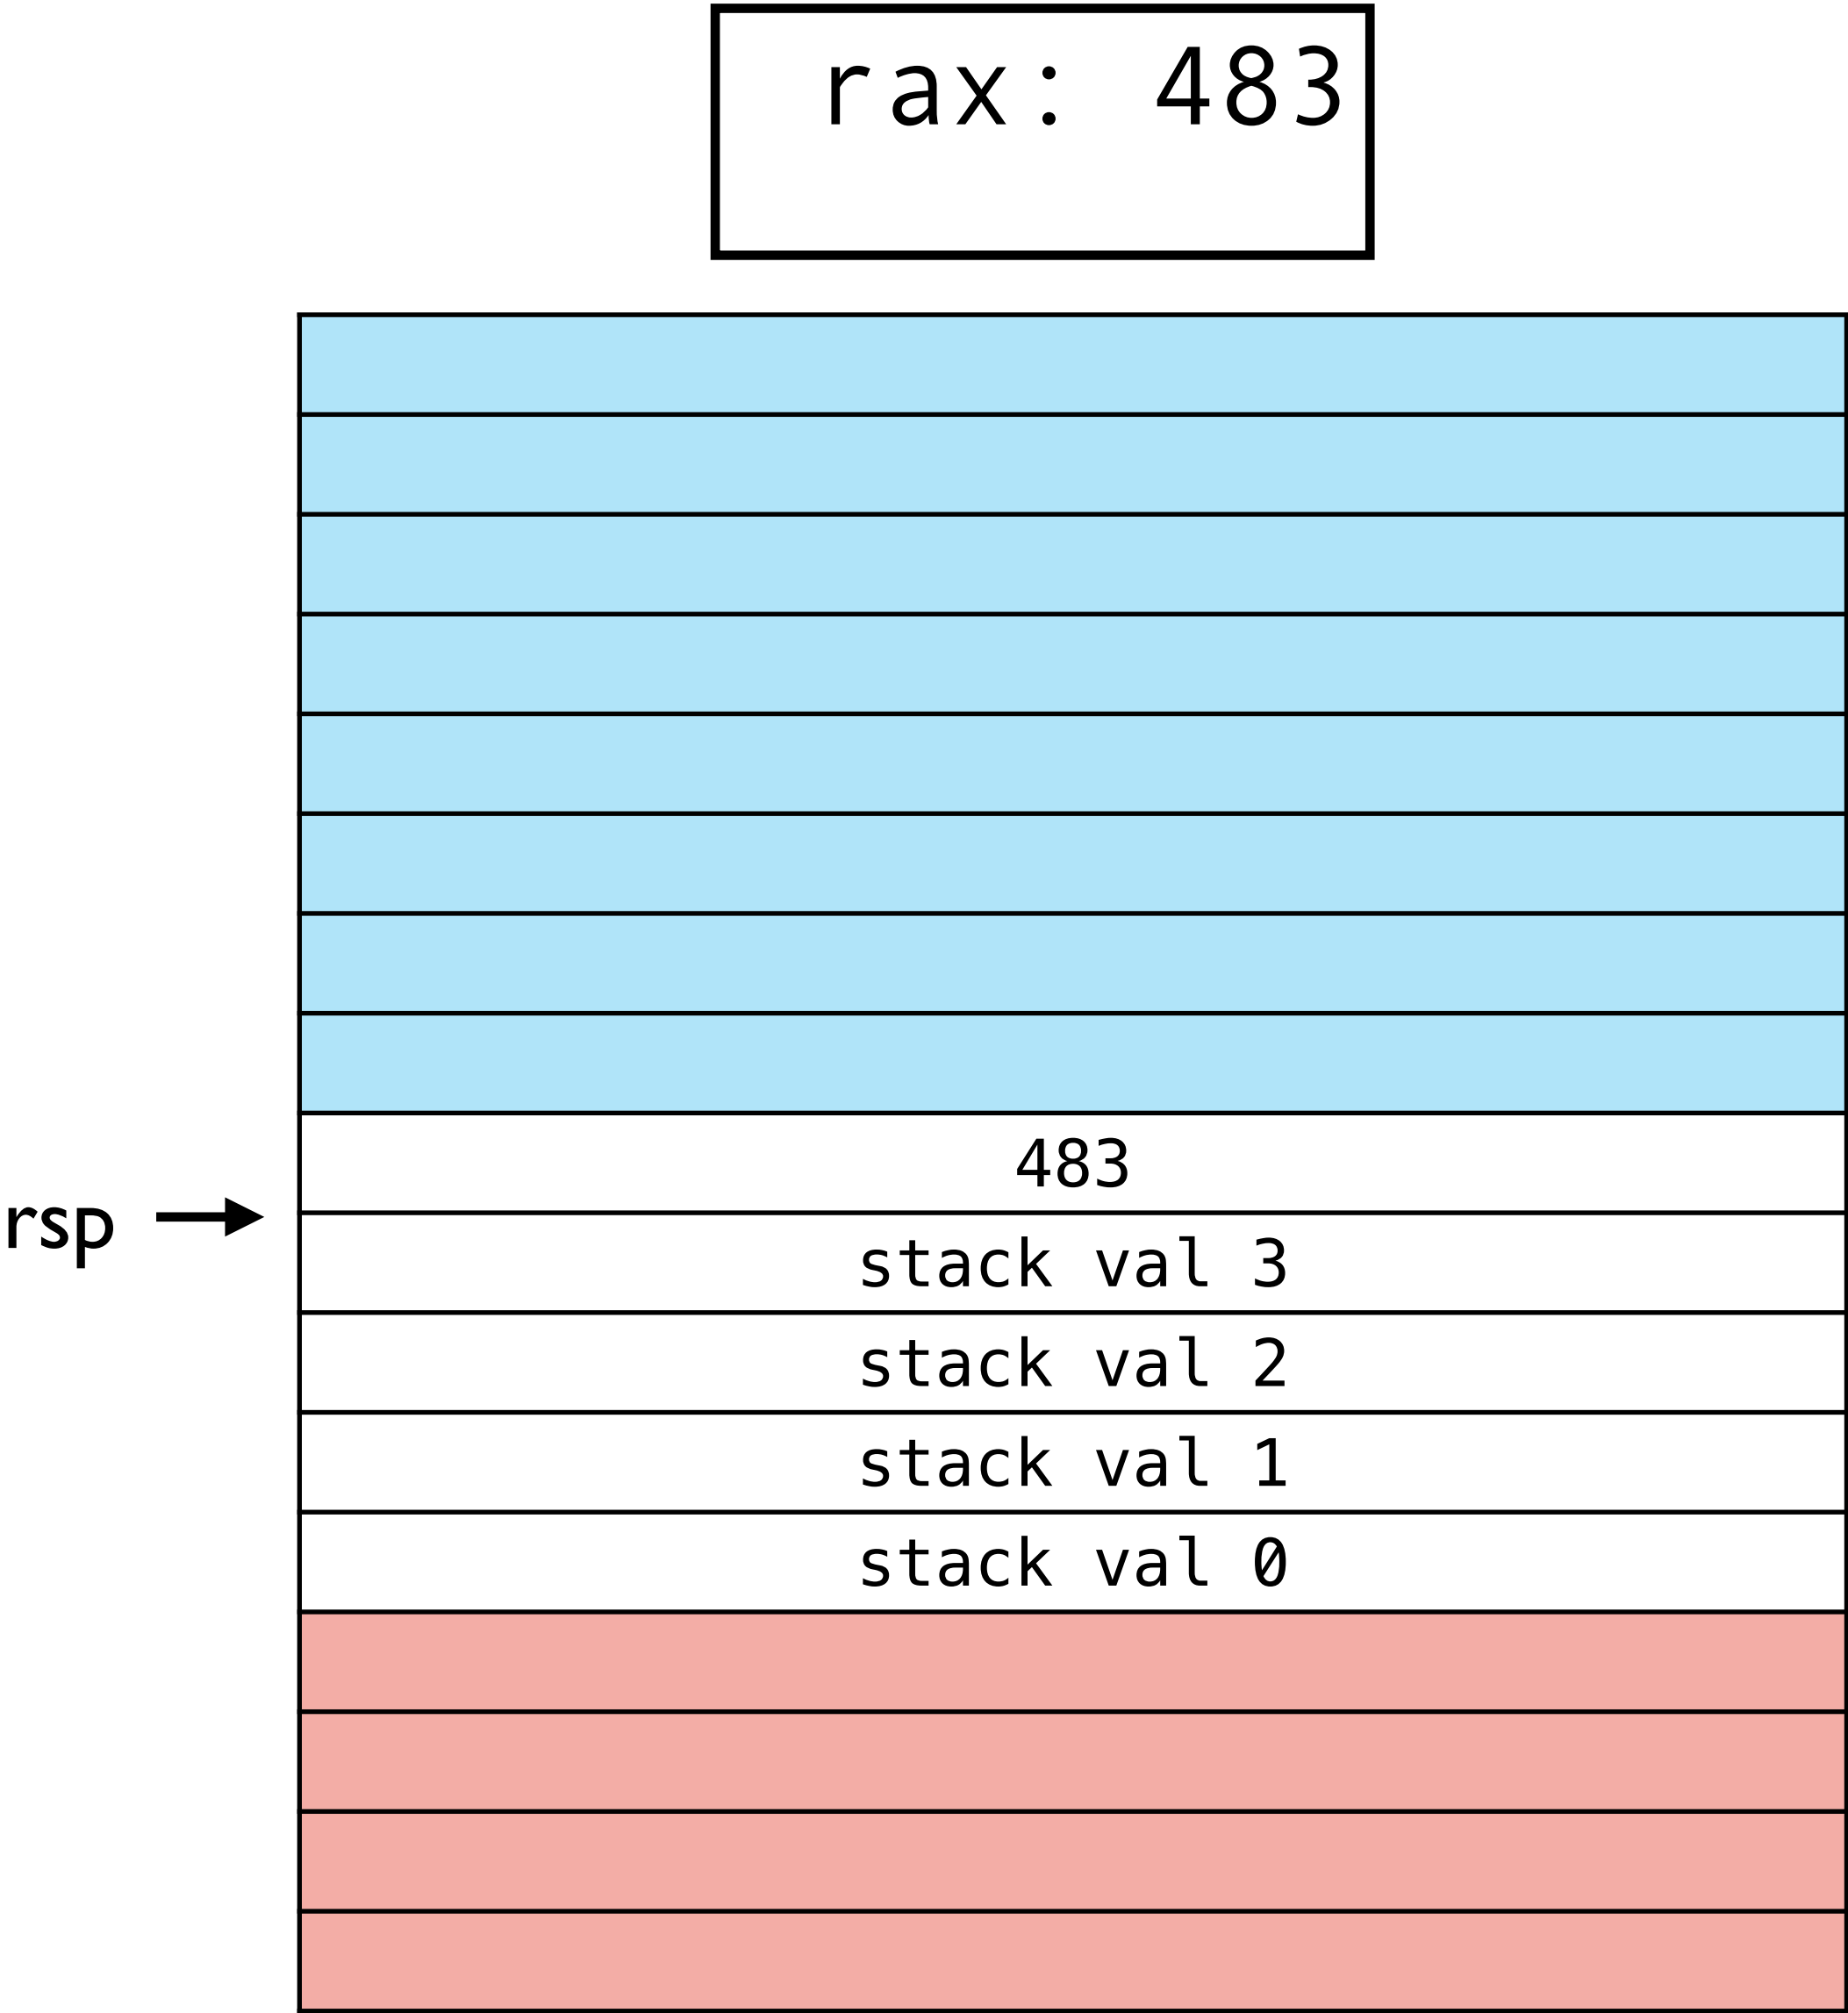 rax: 483
483
rsp
stack val 3
stack val 2
stack val 1
stack val 0